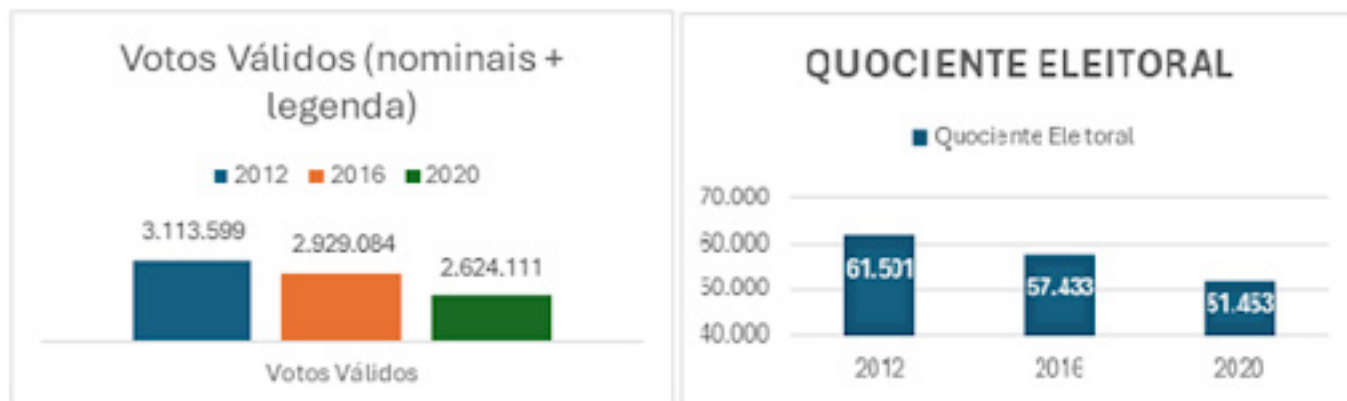 Votos Válidos (nominais +
legenda)
2012 2016 2020
3.113.599
2.929.084
2.624.111
Votos Válidos
QUOCIENTE ELEITORAL
Quociente Eleitoral
70.000
60.000
50.000
40.000
61.501
57.433
51.453
2012 2016 2020